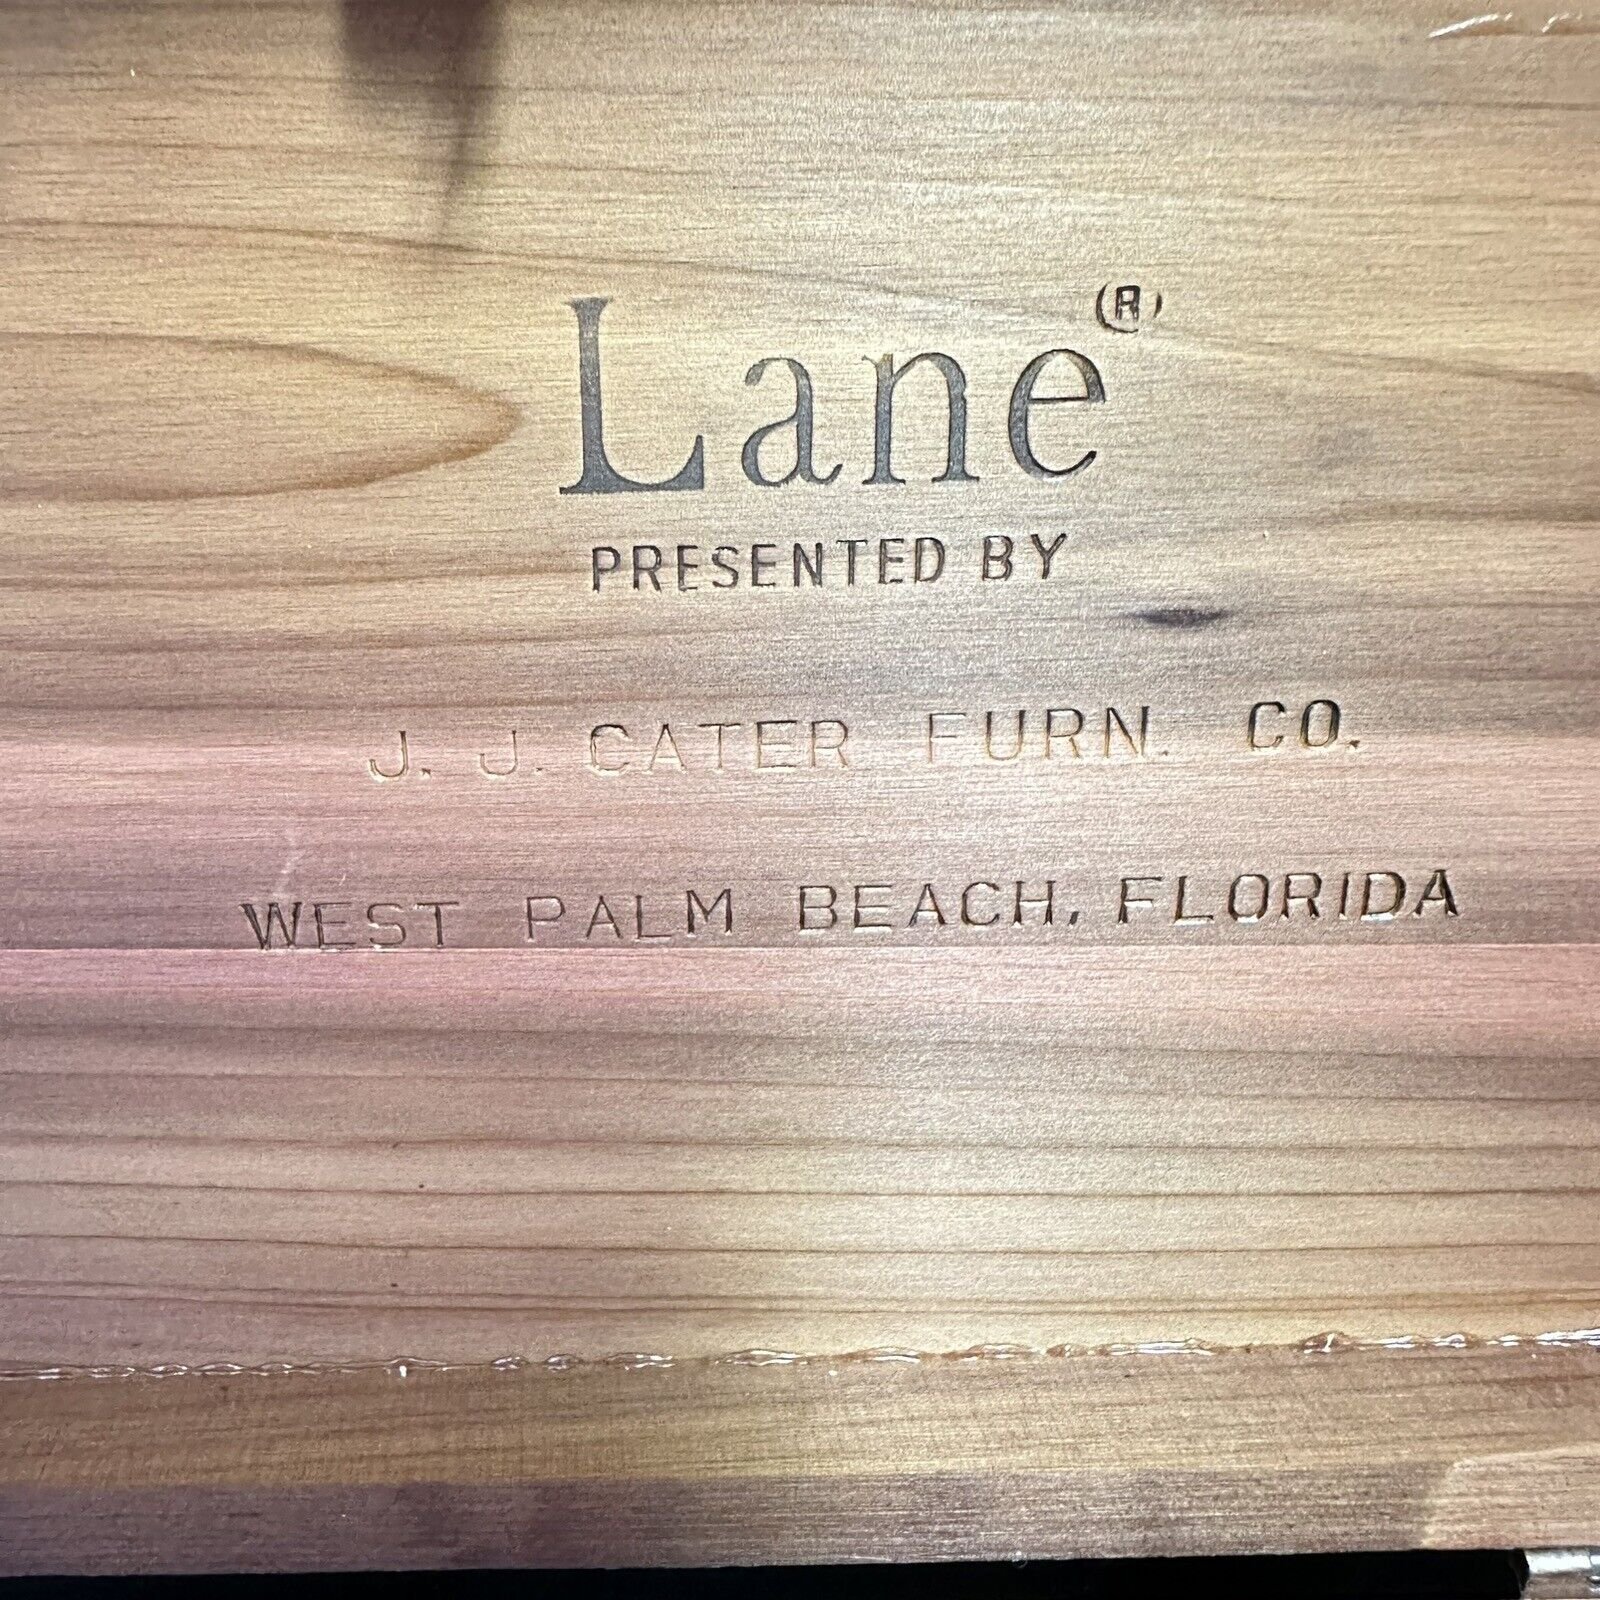 Lane (R)
PRESENTED BY
J. J. CATER FURN. CO.
WEST PALM BEACH, FLORIDA